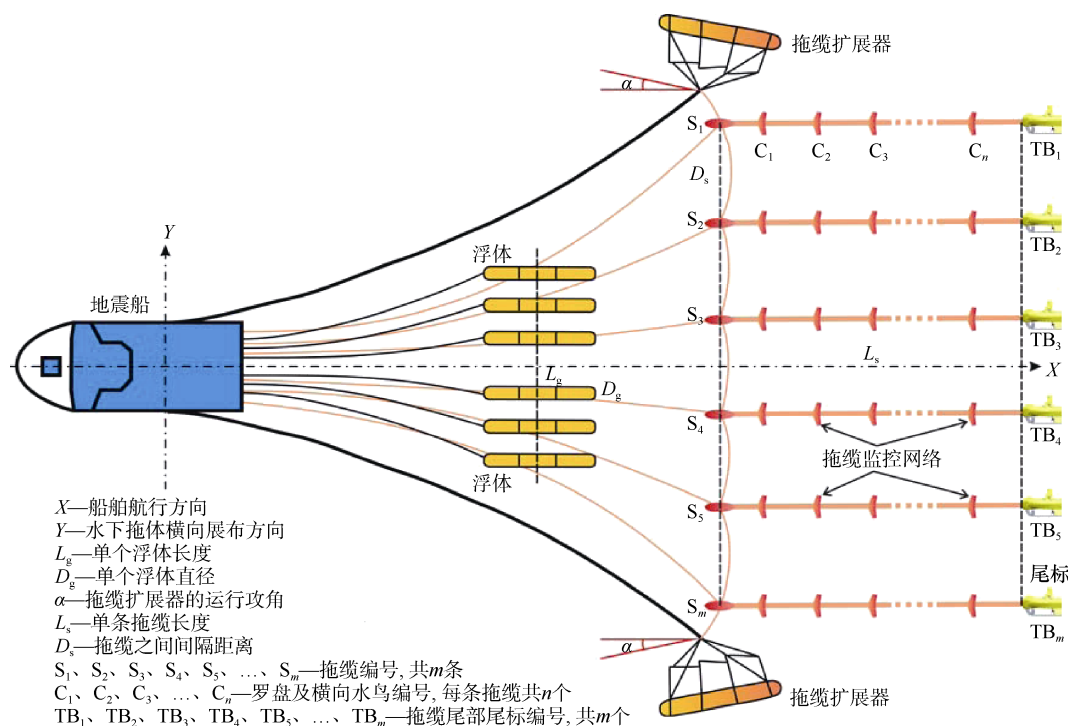 拖缆扩展器
α
S₁
C₁ C₂ C₃ Cₙ TB₁
Dₛ
Y
S₂
TB₂
浮体
地震船
S₃
TB₃
Lₛ
L_g
X
D_g
S₄
TB₄
拖缆监控网络
浮体
S₅
TB₅
尾标
Sₘ
TBₘ
α
拖缆扩展器
X—船舶航行方向
Y—水下拖体横向展布方向
L_g—单个浮体长度
D_g—单个浮体直径
α—拖缆扩展器的运行攻角
Lₛ—单条拖缆长度
Dₛ—拖缆之间间隔距离
S₁、S₂、S₃、S₄、S₅、…、Sₘ—拖缆编号, 共m条
C₁、C₂、C₃、…、Cₙ—罗盘及横向水鸟编号, 每条拖缆共n个
TB₁、TB₂、TB₃、TB₄、TB₅、…、TBₘ—拖缆尾部尾标编号, 共m个